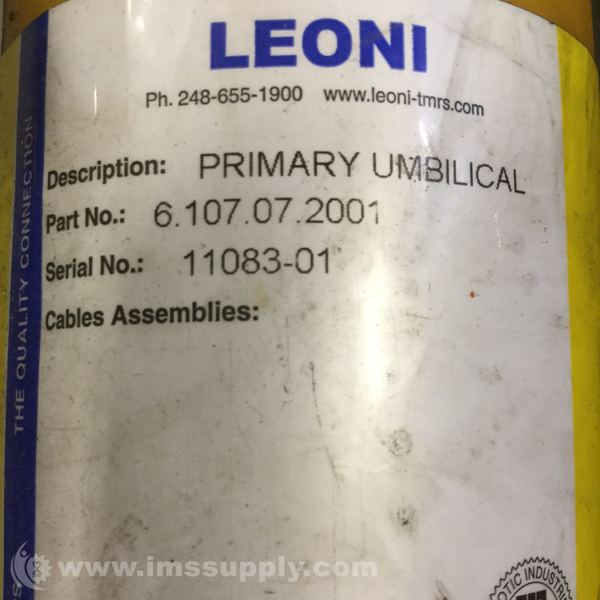 LEONI
Ph. 248-655-1900 www.leoni-tmrs.com
Description: PRIMARY UMBILICAL
Part No.: 6.107.07.2001
Serial No.: 11083-01
Cables Assemblies:
THE QUALITY CONNECTION
www.imssupply.com